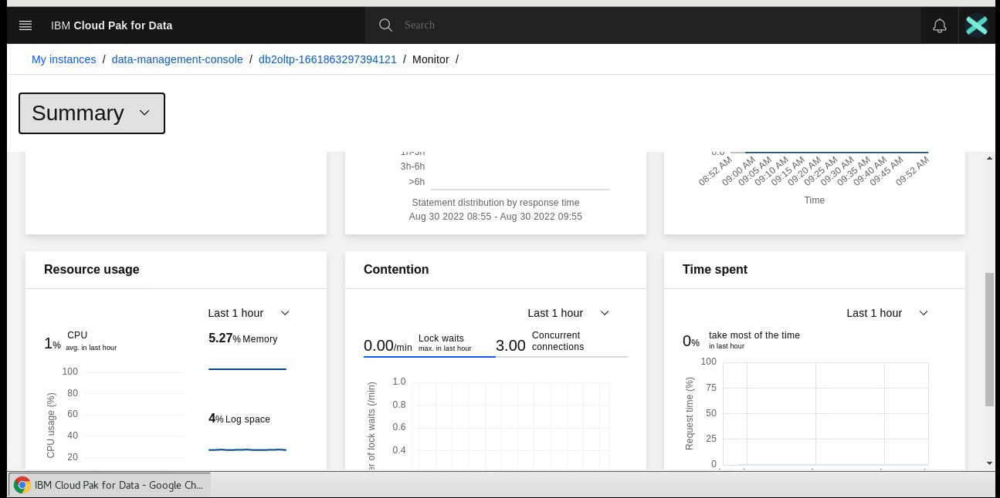 IBM Cloud Pak for Data
Search
My instances / data-management-console / db2oltp-1661863297394121 / Monitor /
Summary
1h-3h
3h-6h
>6h
Statement distribution by response time
Aug 30 2022 08:55 - Aug 30 2022 09:55
0.0
08:52 AM
09:00 AM
09:05 AM
09:10 AM
09:15 AM
09:20 AM
09:25 AM
09:30 AM
09:35 AM
09:40 AM
09:45 AM
09:52 AM
Time
Resource usage
Last 1 hour
1% CPU
avg. in last hour
5.27% Memory
100
80
60
40
20
CPU usage (%)
4% Log space
Contention
Last 1 hour
0.00/min Lock waits
max. in last hour
3.00 Concurrent
connections
1.0
0.8
0.6
0.4
er of lock waits (/min)
Time spent
Last 1 hour
0% take most of the time
in last hour
100
75
50
25
0
Request time (%)
IBM Cloud Pak for Data - Google Ch...